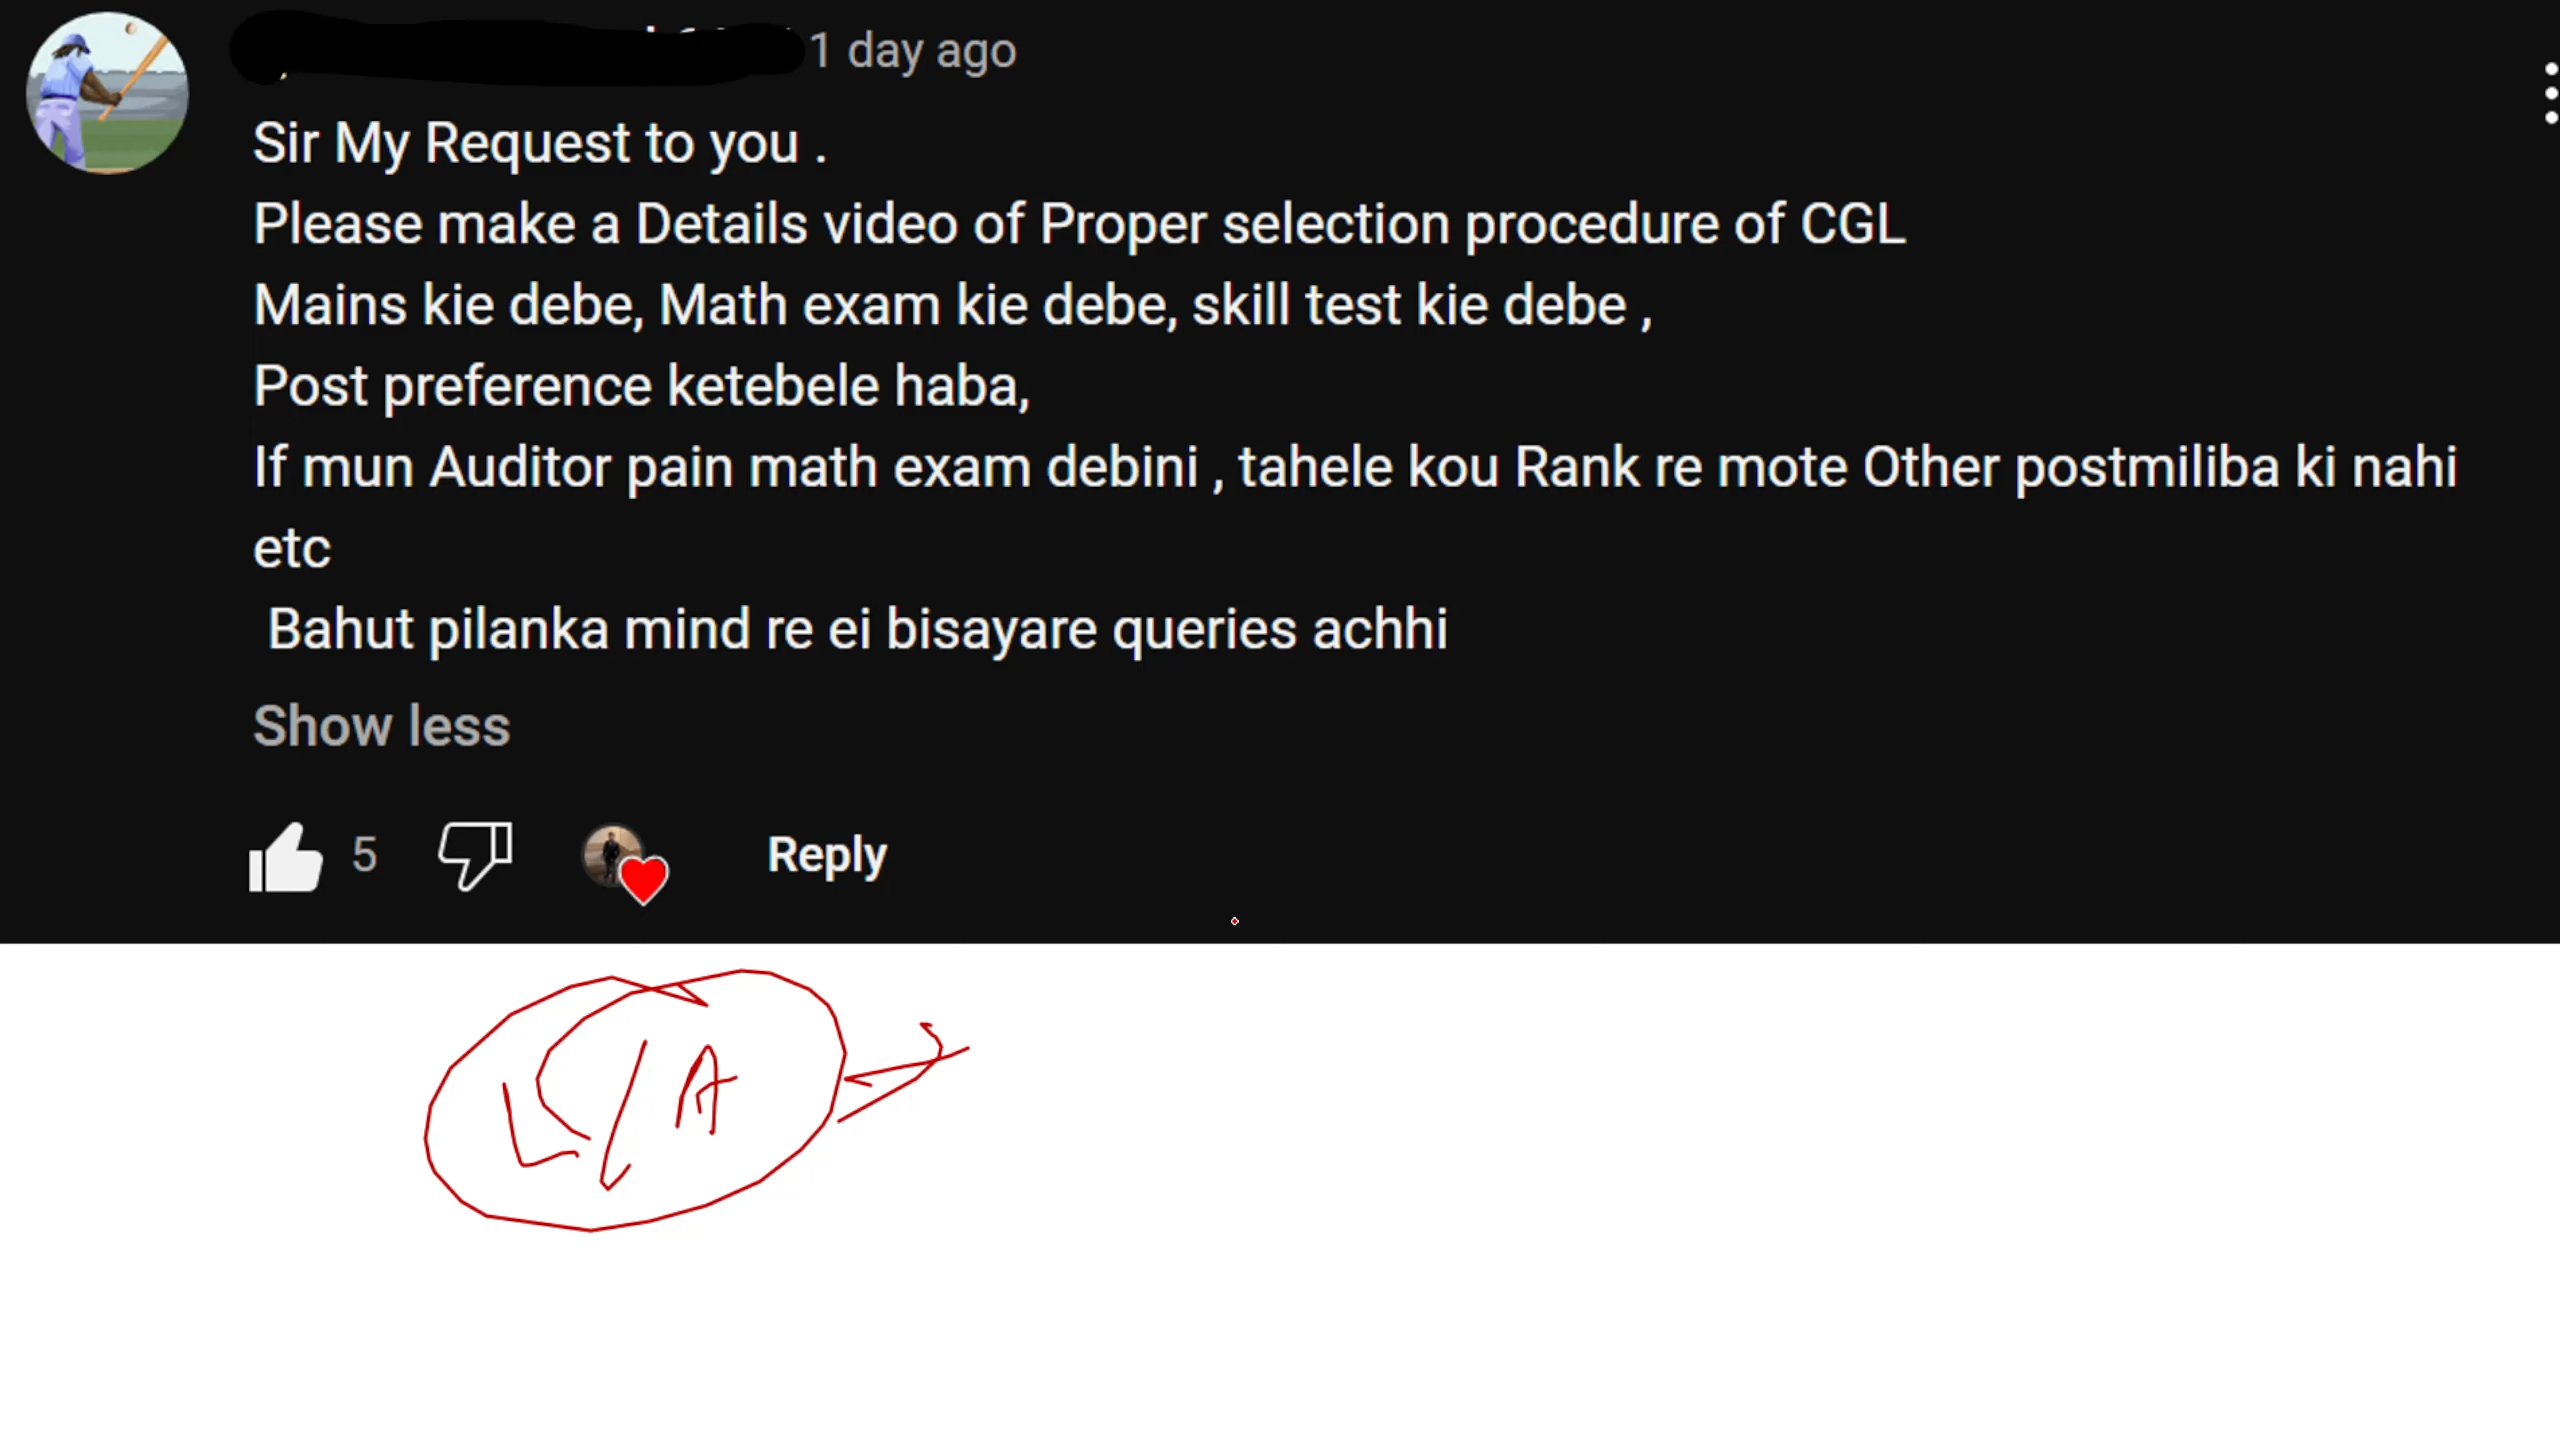 1 day ago
Sir My Request to you .
Please make a Details video of Proper selection procedure of CGL
Mains kie debe, Math exam kie debe, skill test kie debe ,
Post preference ketebele haba,
If mun Auditor pain math exam debini , tahele kou Rank re mote Other postmiliba ki nahi
etc
Bahut pilanka mind re ei bisayare queries achhi
Show less
5 Reply
L/A